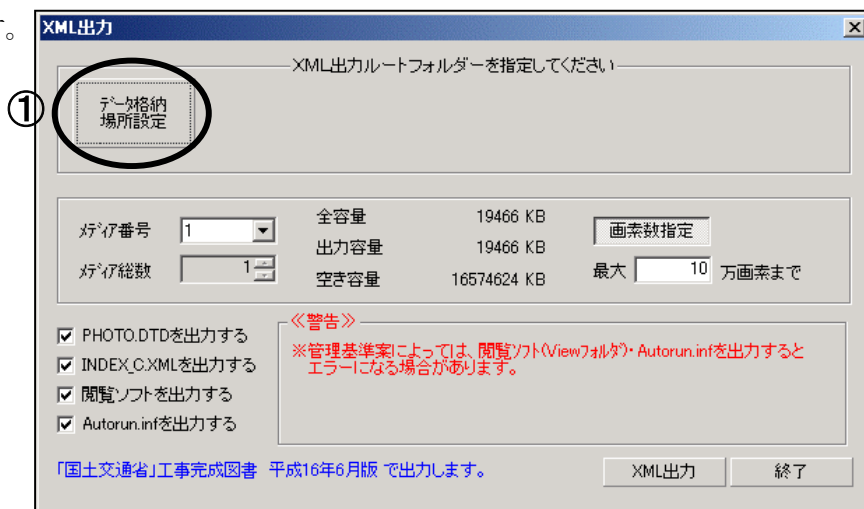 。
XML出力
XML出力ルートフォルダーを指定してください
①
ﾃﾞｰﾀ格納
場所設定
ﾒﾃﾞｨｱ番号 1
全容量 19466 KB
画素数指定
出力容量 19466 KB
ﾒﾃﾞｨｱ総数 1
最大 10 万画素まで
空き容量 16574624 KB
≪警告≫
PHOTO.DTDを出力する
※管理基準案によっては、閲覧ｿﾌﾄ(Viewﾌｫﾙﾀﾞ)・Autorun.infを出力すると
エラーになる場合があります。
INDEX_C.XMLを出力する
閲覧ソフトを出力する
Autorun.infを出力する
「国土交通省」工事完成図書 平成16年6月版 で出力します。
XML出力 終了